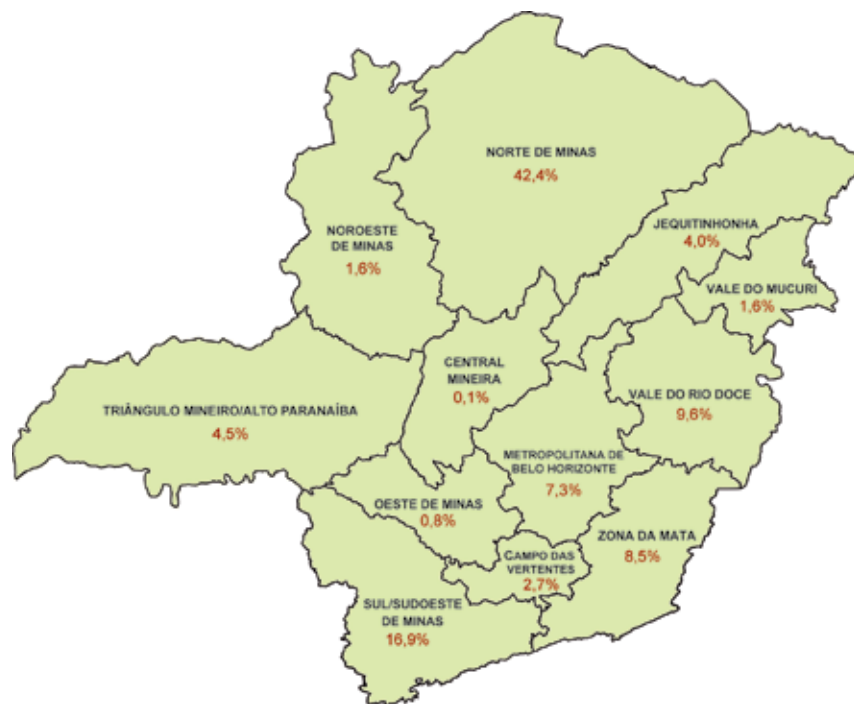 NORTE DE MINAS
42,4%
JEQUITINHONHA
4,0%
NOROESTE
DE MINAS
1,6%
VALE DO MUCURI
1,6%
CENTRAL
MINEIRA
0,1%
VALE DO RIO DOCE
9,6%
TRIÂNGULO MINEIRO/ALTO PARANAÍBA
4,5%
METROPOLITANA DE
BELO HORIZONTE
7,3%
OESTE DE MINAS
0,8%
ZONA DA MATA
8,5%
CAMPO DAS
VERTENTES
2,7%
SUL/SUDOESTE
DE MINAS
16,9%